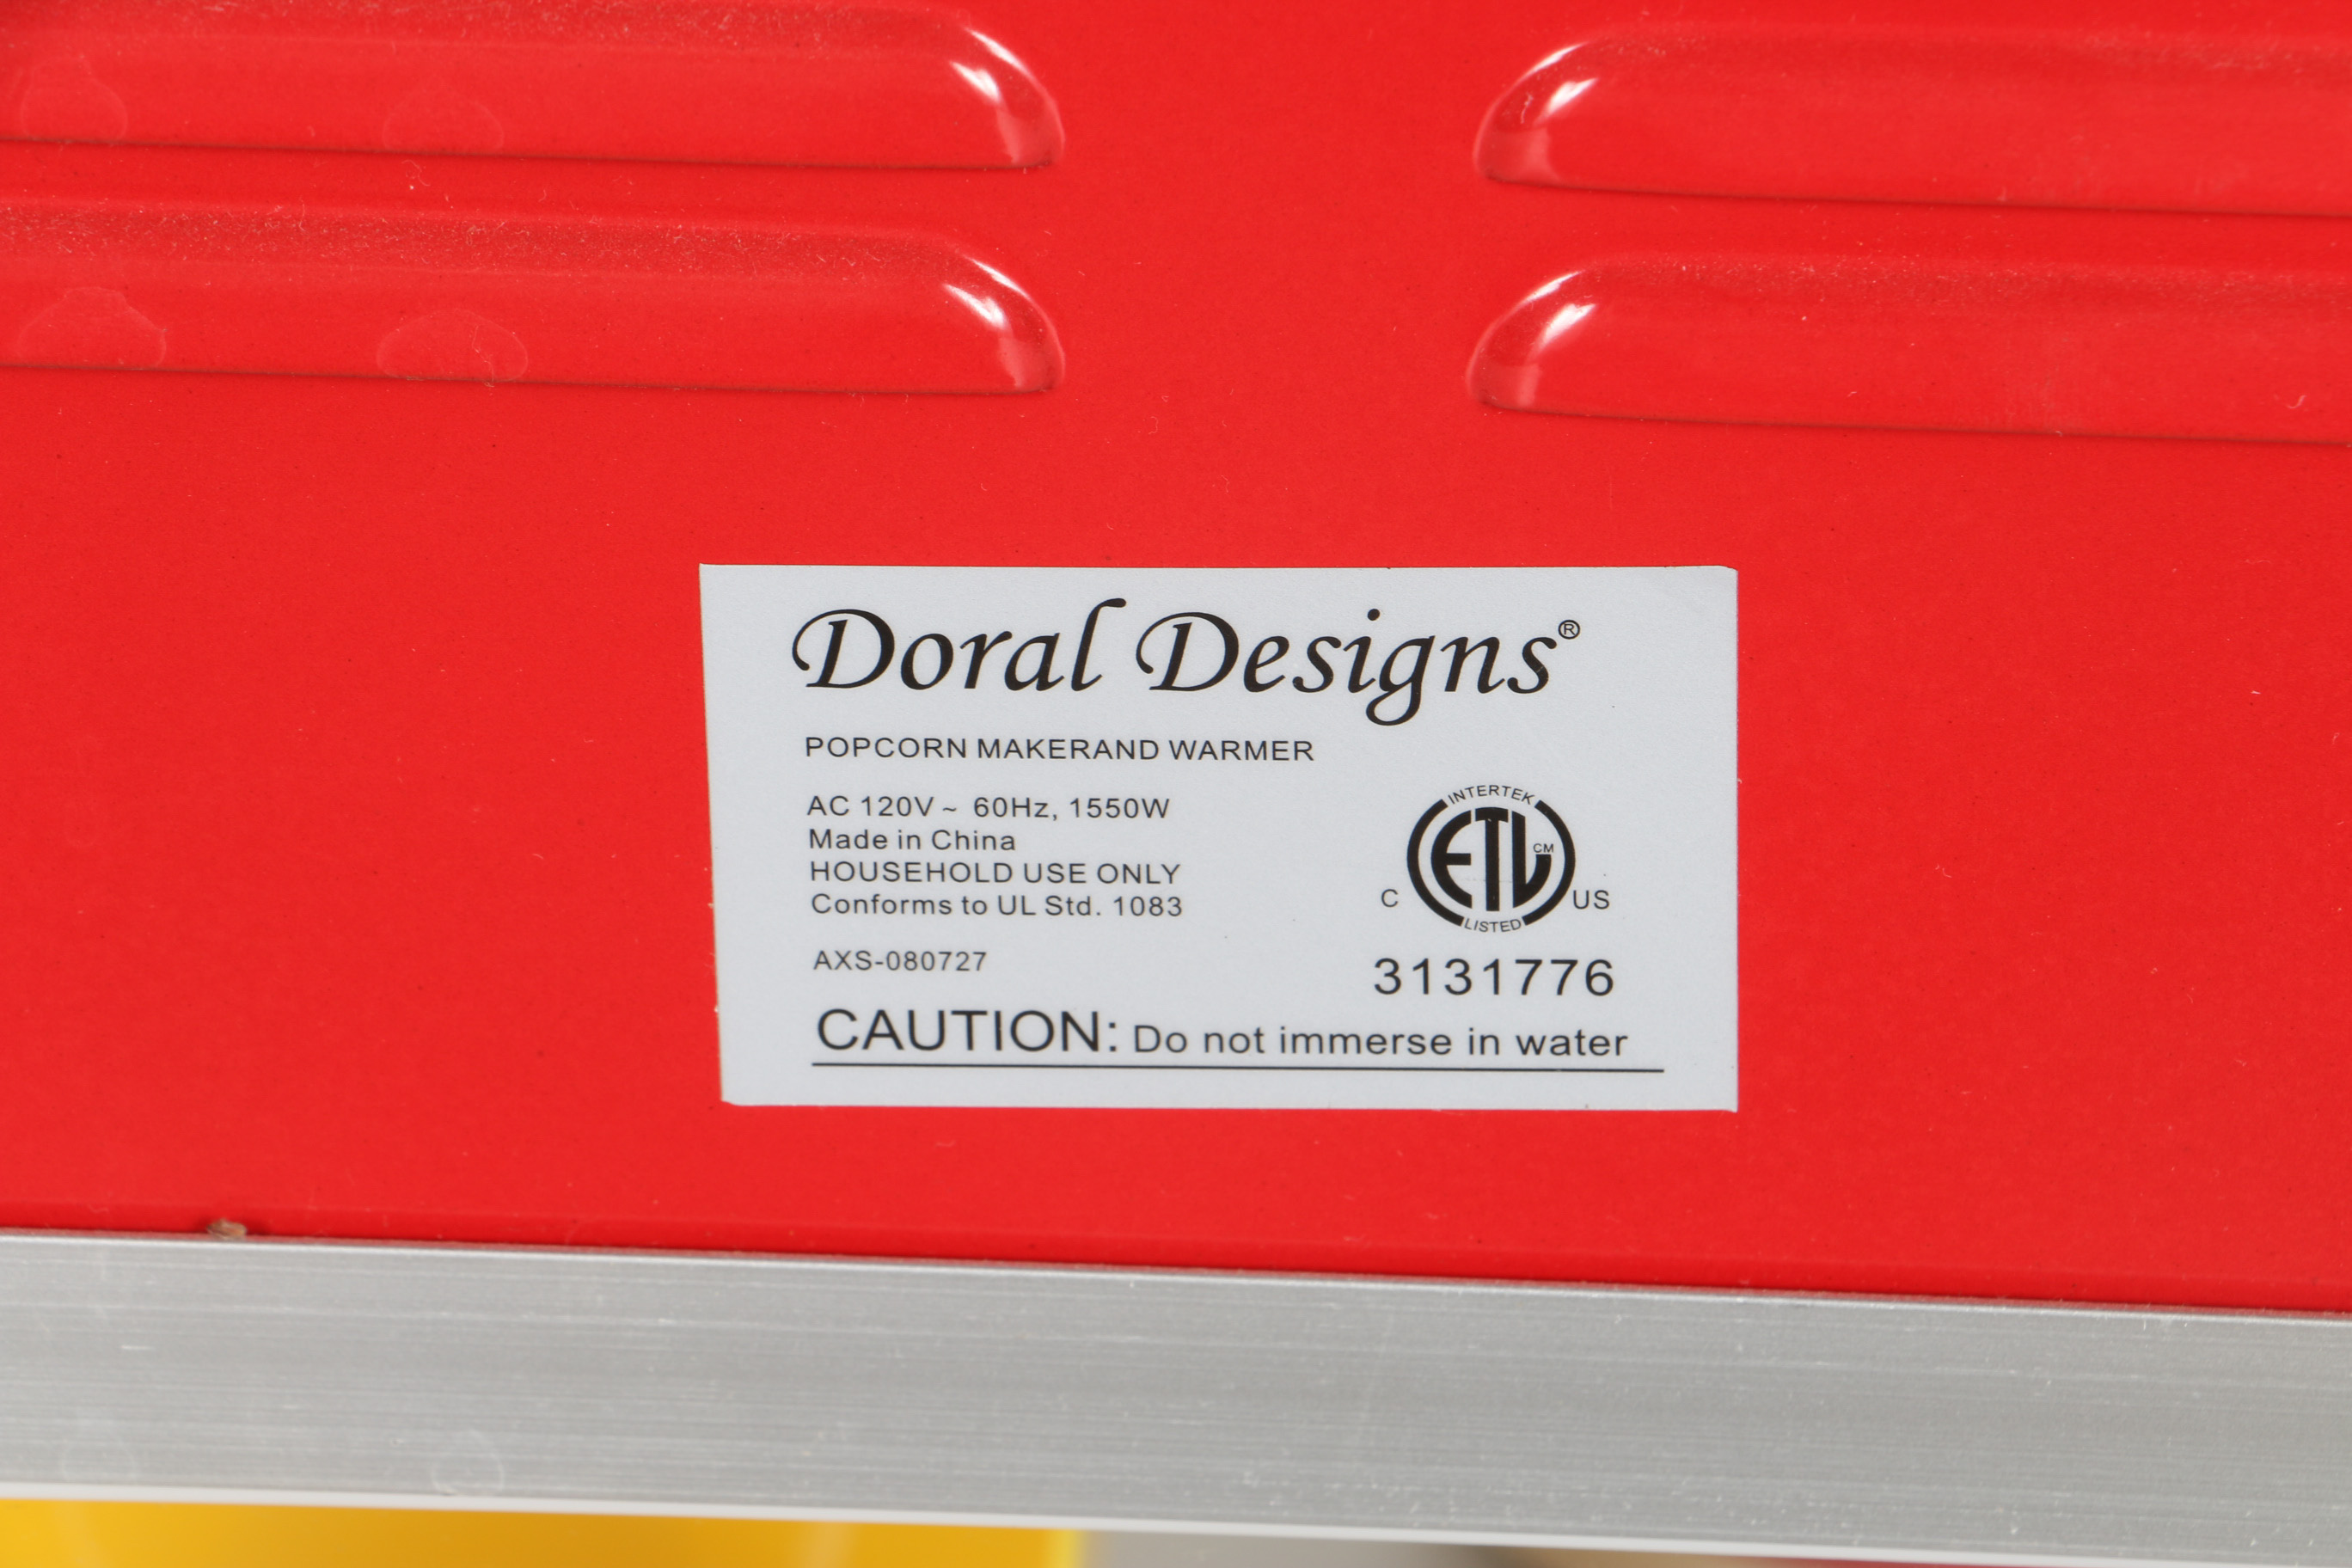 Doral Designs®
POPCORN MAKERAND WARMER
AC 120V ~ 60Hz, 1550W
Made in China
HOUSEHOLD USE ONLY
Conforms to UL Std. 1083
AXS-080727
INTERTEK
ETL CM
C US
LISTED
3131776
CAUTION: Do not immerse in water